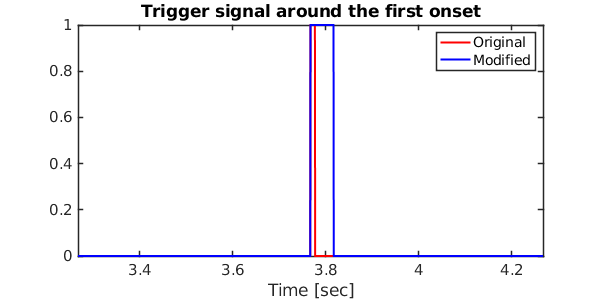 Trigger signal around the first onset
1
0.8
0.6
0.4
0.2
0
3.4 3.6 3.8 4 4.2
Time [sec]
Original
Modified